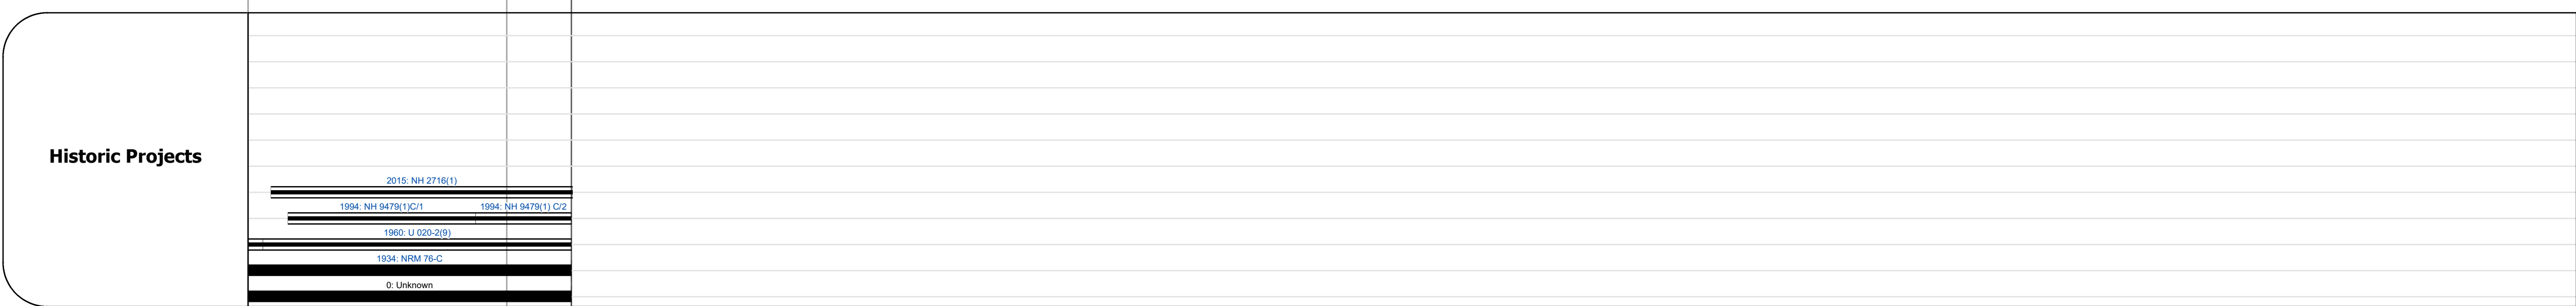 Historic Projects
2015: NH 2716(1)
1994: NH 9479(1)C/1 1994: NH 9479(1) C/2
1960: U 020-2(9)
1934: NRM 76-C
0: Unknown